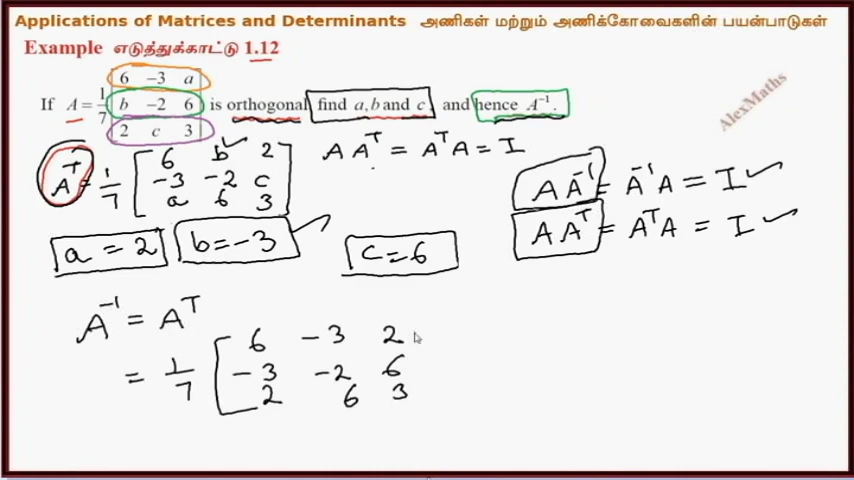 Applications of Matrices and Determinants அணிகள் மற்றும் அணிக்கோவைகளின் பயன்பாடுகள்
Example எடுத்துக்காட்டு 1.12
6 −3 a
If A = 1/7 b −2 6 is orthogonal, find a, b and c, and hence A⁻¹.
2 c 3
AlexMaths
6 b 2
Aᵀ = 1/7 −3 −2 c
a 6 3
A Aᵀ = AᵀA = I
A A⁻¹ = A⁻¹A = I
A Aᵀ = AᵀA = I
a = 2 b = −3 c = 6
A⁻¹ = Aᵀ
6 −3 2
= 1/7 −3 −2 6
2 6 3